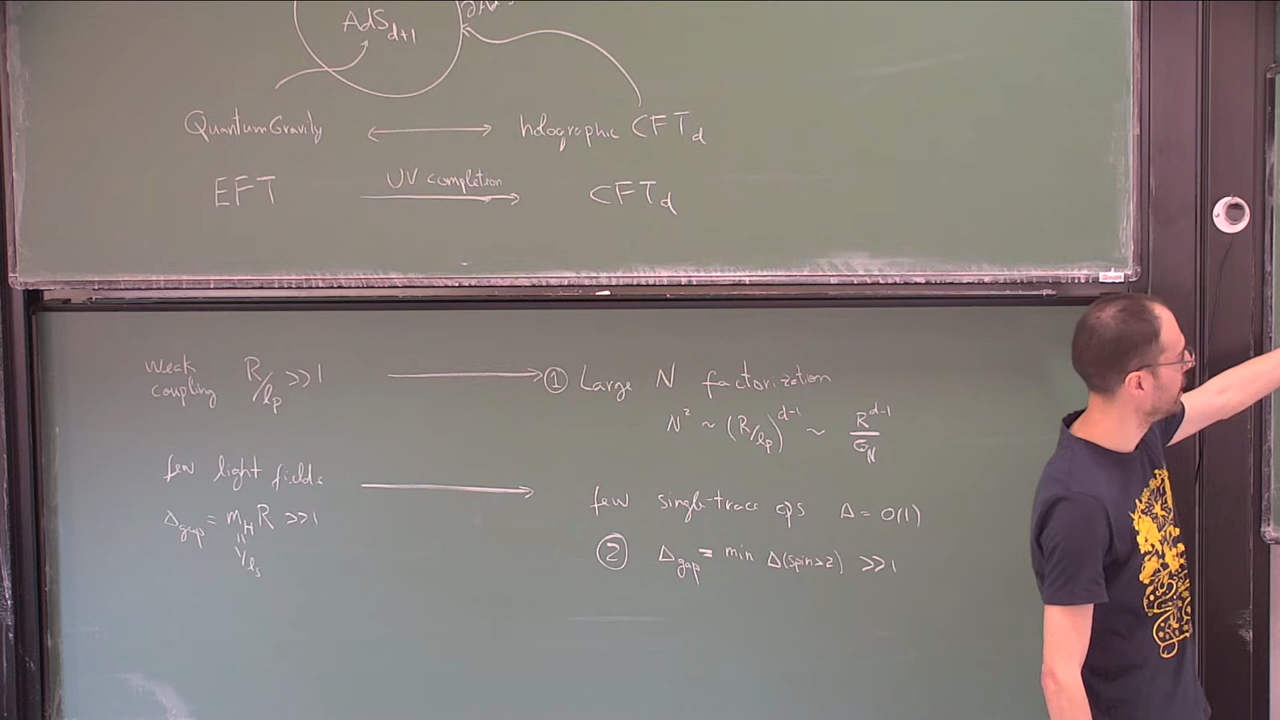 AdS_{d+1}
Quantum Gravity ⟷ holographic CFT_d
EFT UV completion ⟶ CFT_d
weak coupling R/ℓ_p >> 1 ⟶ ① Large N factorization
N² ~ (R/ℓ_p)^{d-1} ~ R^{d-1}/G_N
few light fields ⟶ few single-trace ops Δ = O(1)
Δ_gap = m_H R >> 1
② Δ_gap = min Δ(spin>2) >> 1
1/ℓ_s